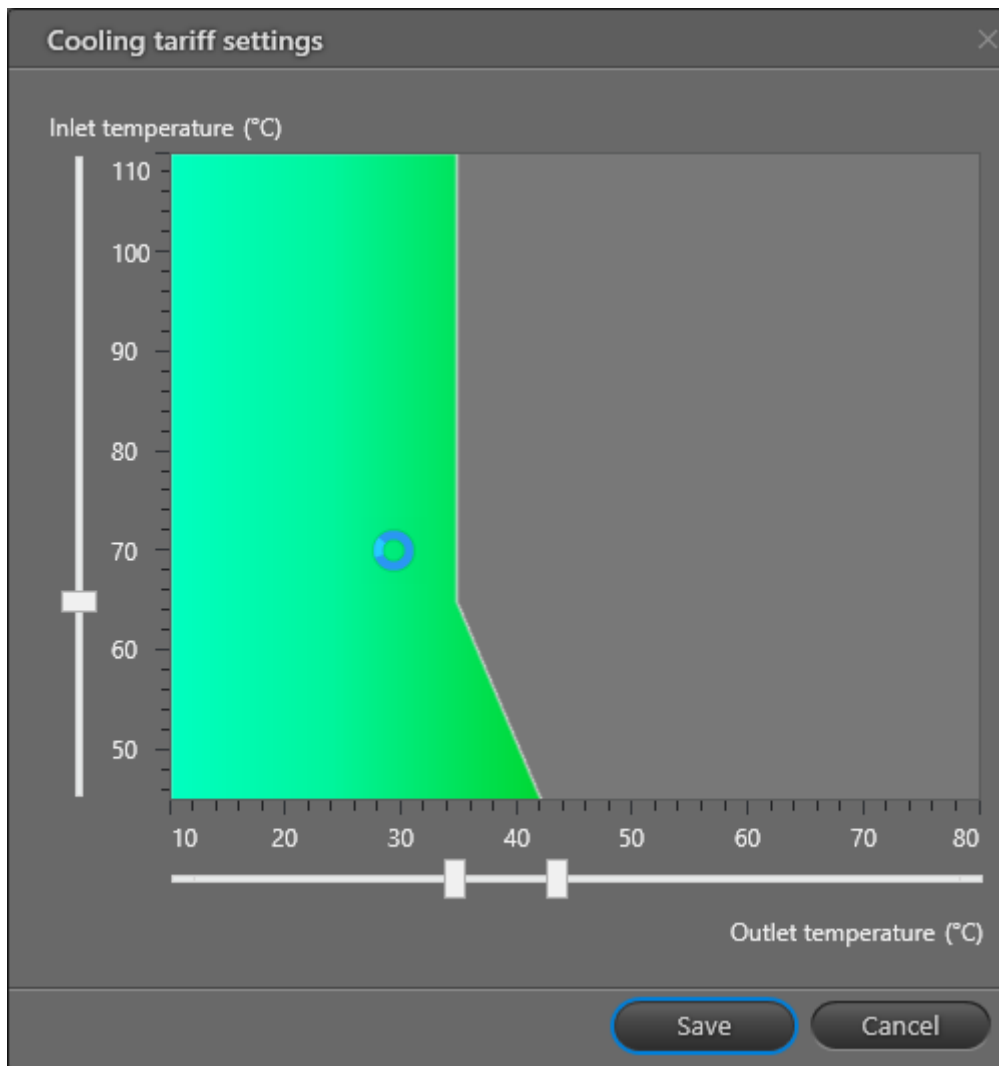 Cooling tariff settings
Inlet temperature (°C)
110
100
90
80
70
60
50
10 20 30 40 50 60 70 80
Outlet temperature (°C)
Save Cancel